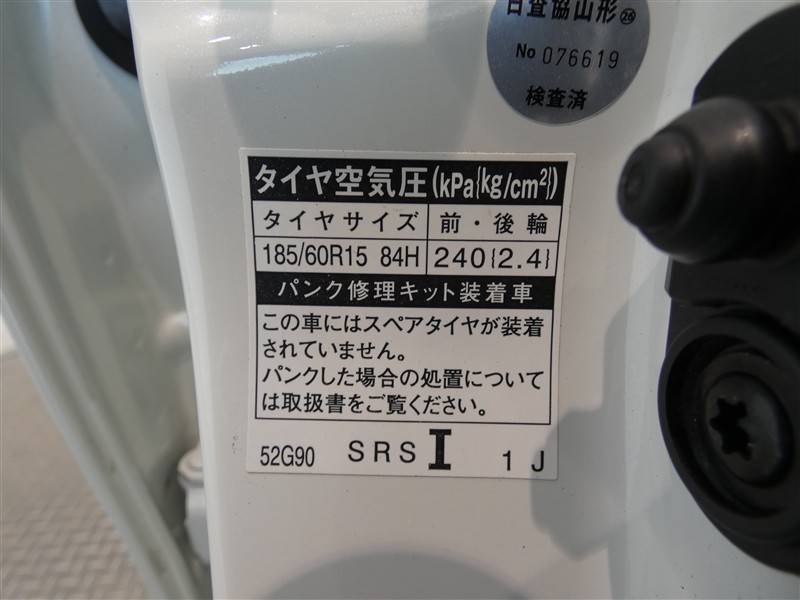 日査協山形 26
No 076619
検査済
タイヤ空気圧(kPa{kg/cm²})
タイヤサイズ 前・後輪
185/60R15 84H 240{2.4}
パンク修理キット装着車
この車にはスペアタイヤが装着
されていません。
パンクした場合の処置について
は取扱書をご覧ください。
52G90 SRS I 1J